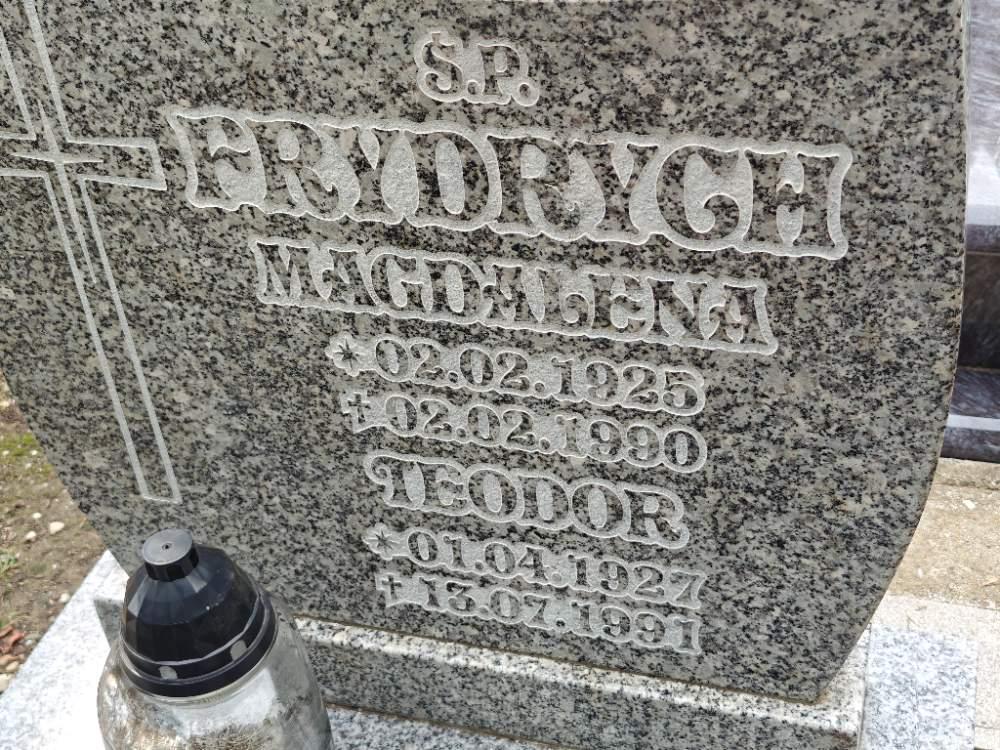 Ś.P.
FRYDRYCH
MAGDALENA
* 02.02.1925
† 02.02.1990
TEODOR
* 01.04.1927
† 13.07.1991